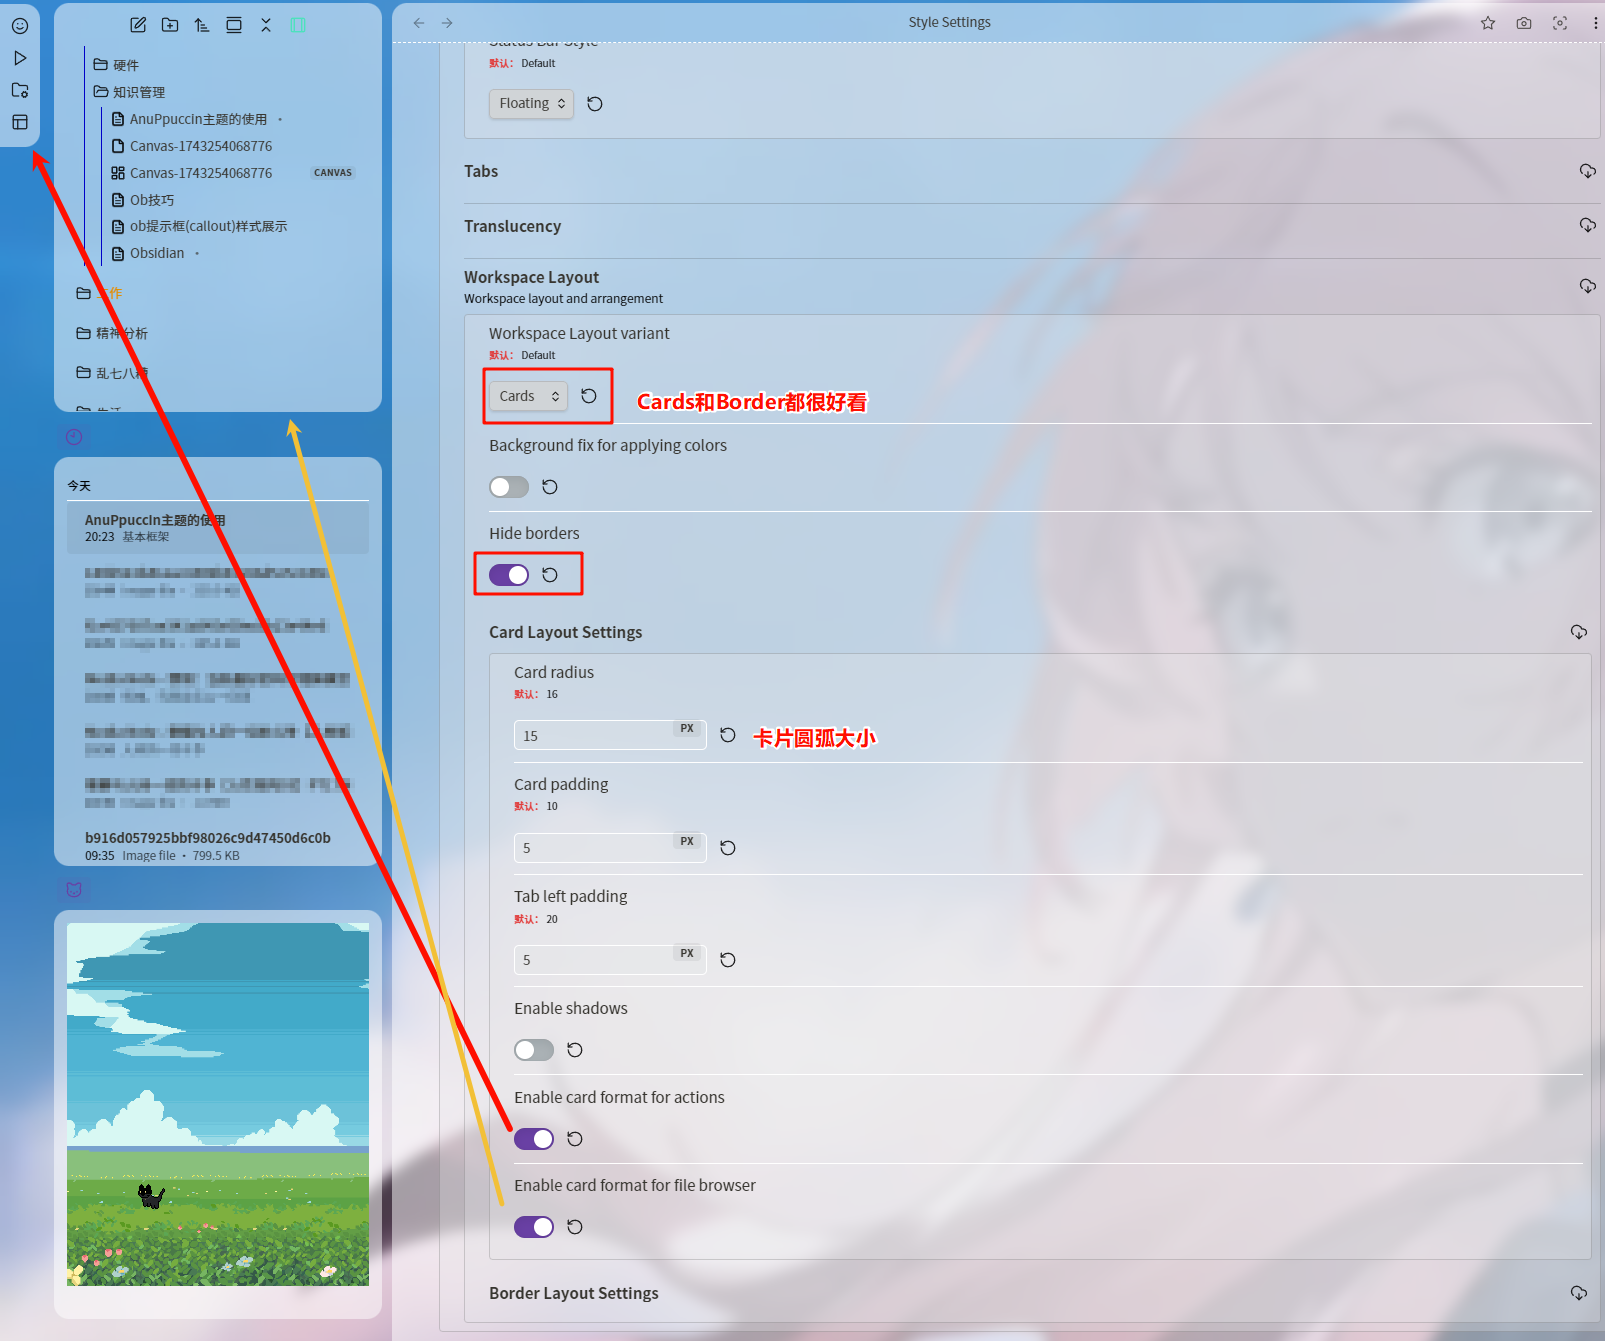 Style Settings
硬件
知识管理
AnuPpuccin主题的使用
Canvas-1743254068776
Canvas-1743254068776
CANVAS
Ob技巧
ob提示框(callout)样式展示
Obsidian
作
精神分析
乱七八糟
今天
AnuPpuccin主题的使用
20:23 基本框架
b916d057925bbf98026c9d47450d6c0b
09:35 Image file • 799.5 KB
Status Bar Style
默认： Default
Floating
Tabs
Translucency
Workspace Layout
Workspace layout and arrangement
Workspace Layout variant
默认： Default
Cards
Cards和Border都很好看
Background fix for applying colors
Hide borders
Card Layout Settings
Card radius
默认： 16
15
PX
卡片圆弧大小
Card padding
默认： 10
5
PX
Tab left padding
默认： 20
5
PX
Enable shadows
Enable card format for actions
Enable card format for file browser
Border Layout Settings